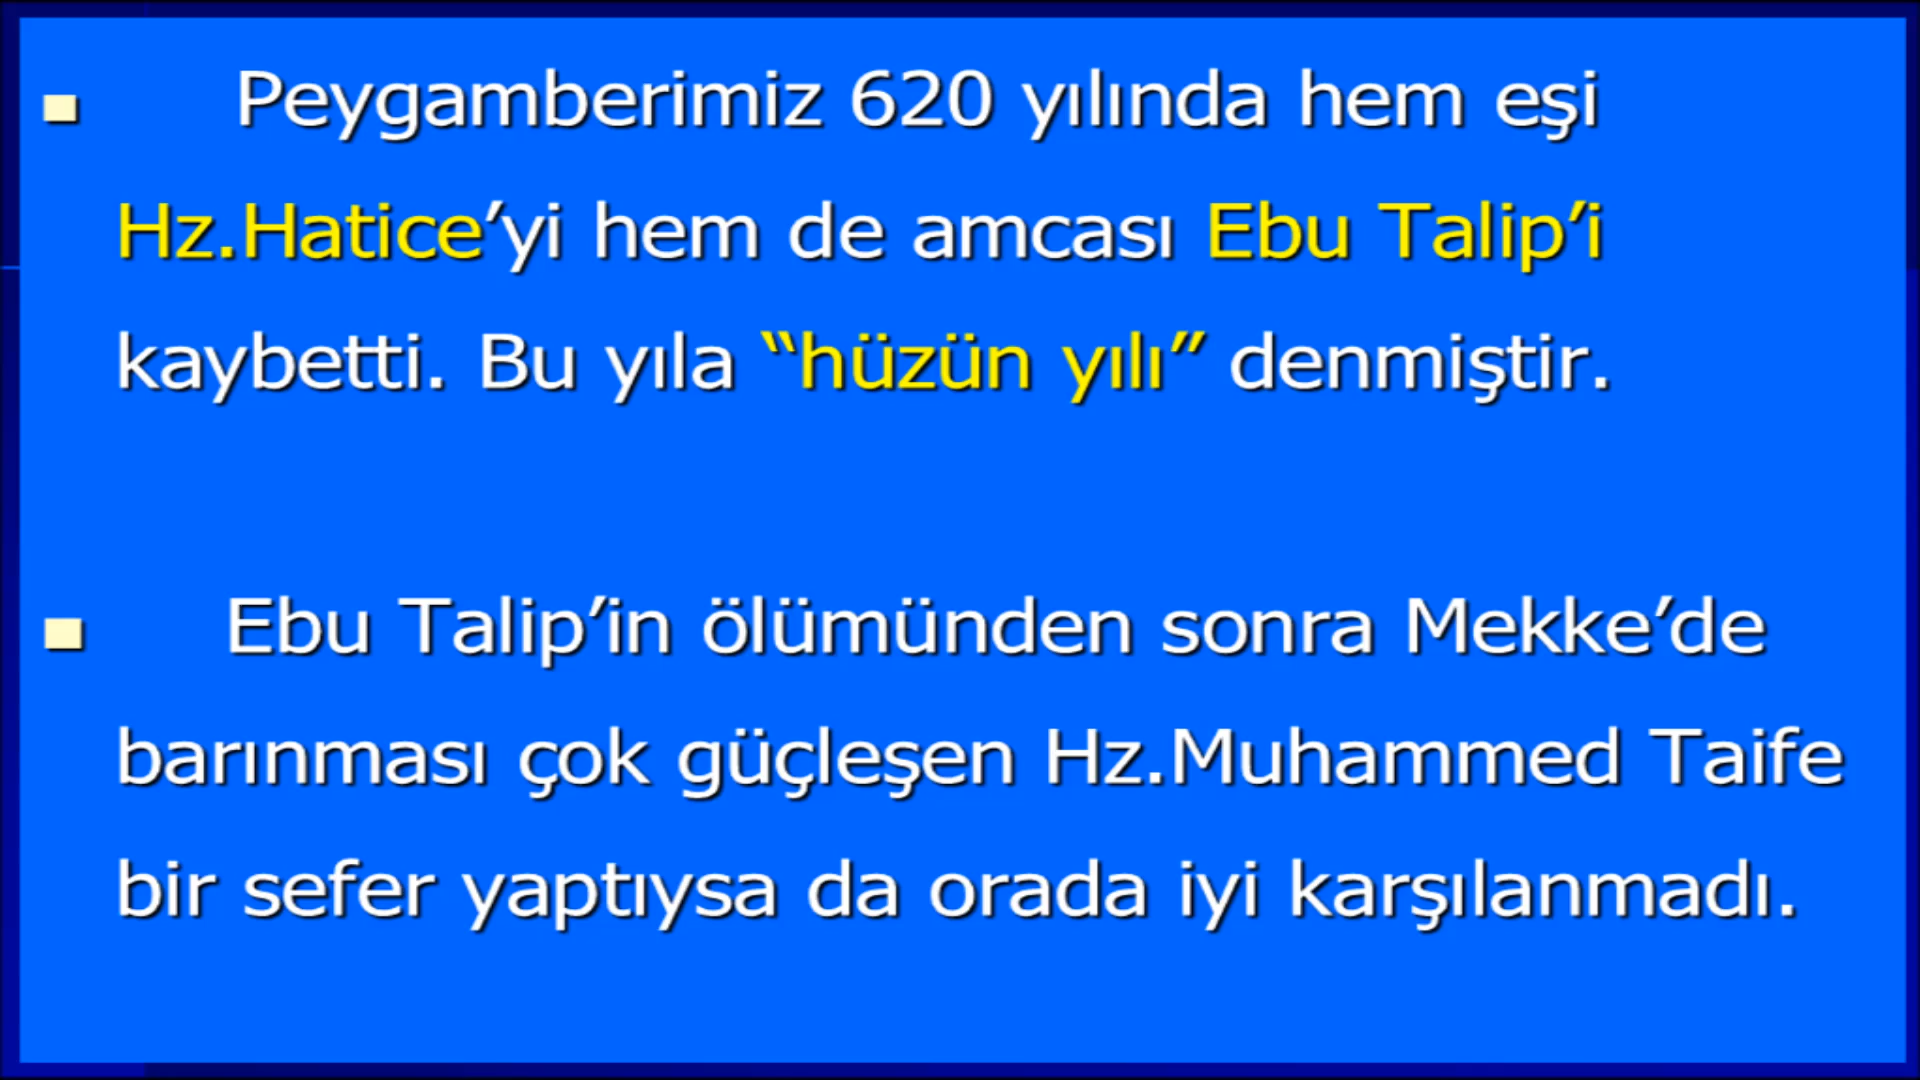 Peygamberimiz 620 yılında hem eşi
Hz.Hatice’yi hem de amcası Ebu Talip’i
kaybetti. Bu yıla “hüzün yılı” denmiştir.
Ebu Talip’in ölümünden sonra Mekke’de
barınması çok güçleşen Hz.Muhammed Taife
bir sefer yaptıysa da orada iyi karşılanmadı.